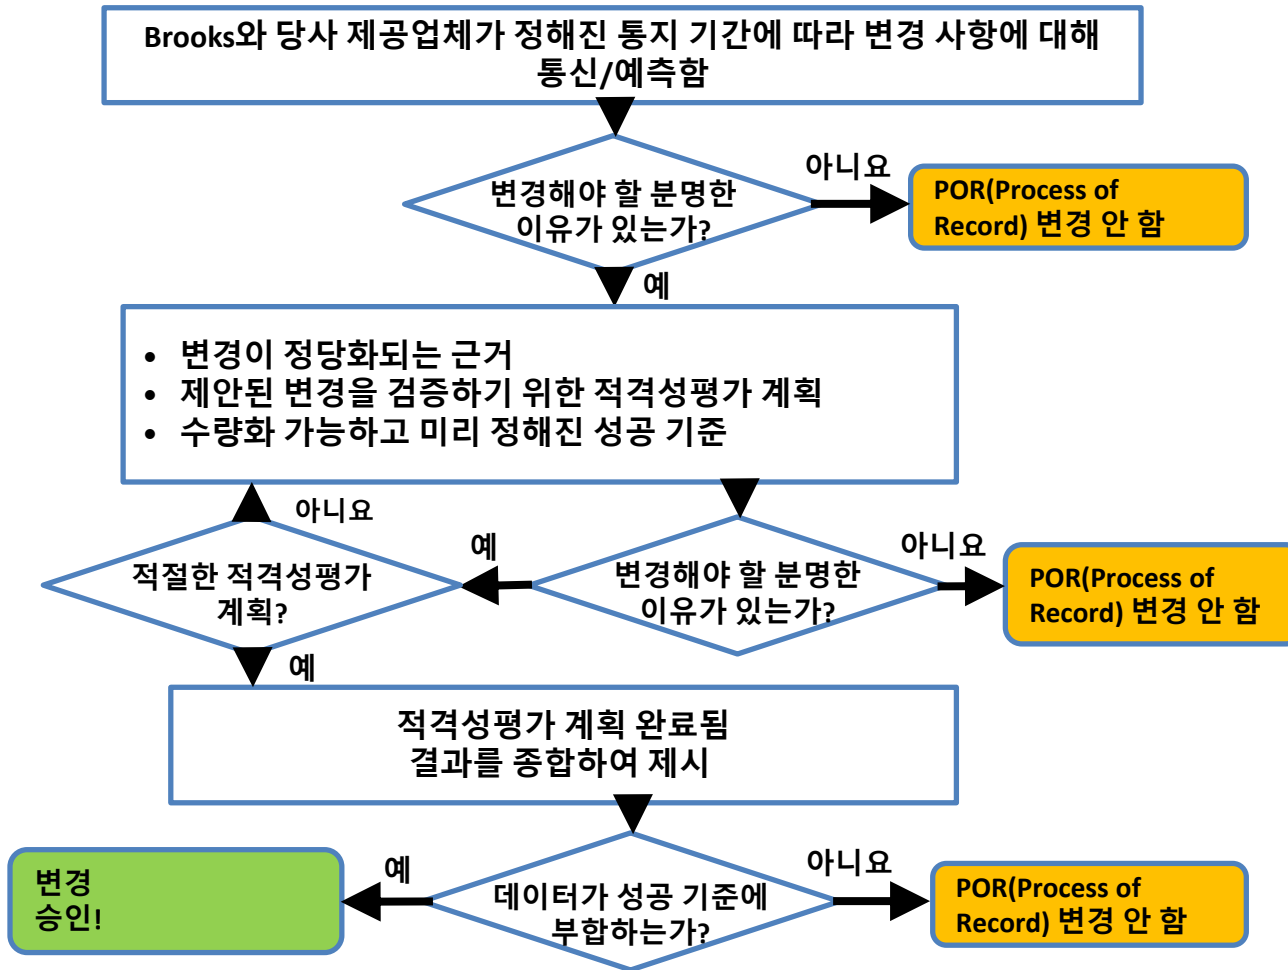 Brooks와 당사 제공업체가 정해진 통지 기간에 따라 변경 사항에 대해
통신/예측함
변경해야 할 분명한
이유가 있는가?
아니요
POR(Process of
Record) 변경 안 함
예
• 변경이 정당화되는 근거
• 제안된 변경을 검증하기 위한 적격성평가 계획
• 수량화 가능하고 미리 정해진 성공 기준
아니요
적절한 적격성평가
계획?
예
변경해야 할 분명한
이유가 있는가?
아니요
POR(Process of
Record) 변경 안 함
예
적격성평가 계획 완료됨
결과를 종합하여 제시
변경
승인!
예
데이터가 성공 기준에
부합하는가?
아니요
POR(Process of
Record) 변경 안 함